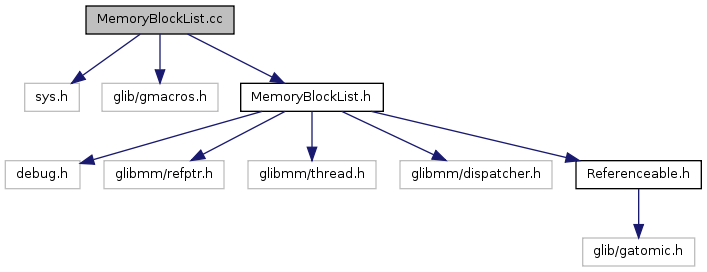 MemoryBlockList.cc
sys.h
glib/gmacros.h
MemoryBlockList.h
debug.h
glibmm/refptr.h
glibmm/thread.h
glibmm/dispatcher.h
Referenceable.h
glib/gatomic.h